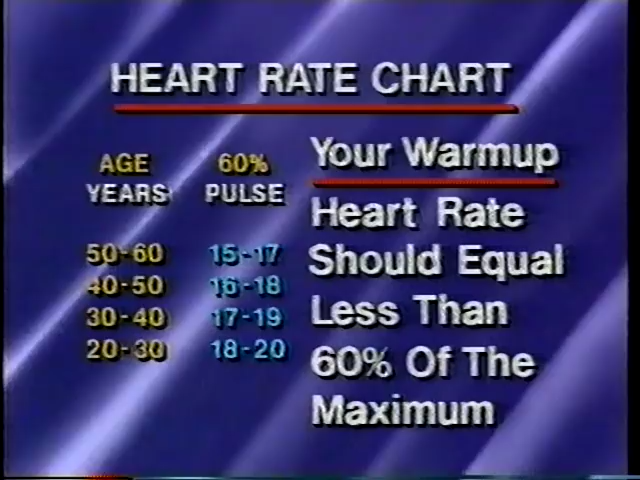 HEART RATE CHART
AGE 60%
YEARS PULSE
50-60 15-17
40-50 16-18
30-40 17-19
20-30 18-20
Your Warmup
Heart Rate
Should Equal
Less Than
60% Of The
Maximum